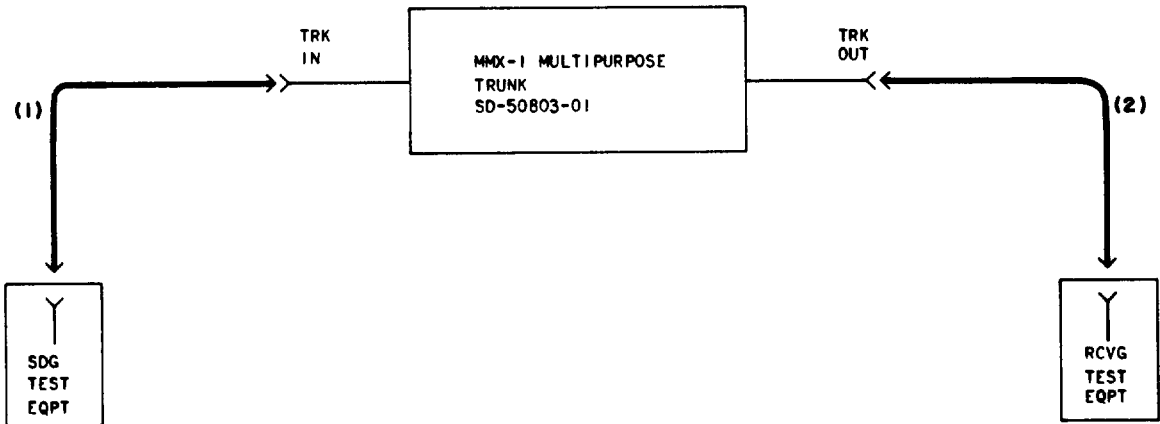 TRK
IN
MMX-1 MULTIPURPOSE
TRUNK
SD-50803-01
TRK
OUT
(1)
(2)
SDG
TEST
EQPT
RCVG
TEST
EQPT